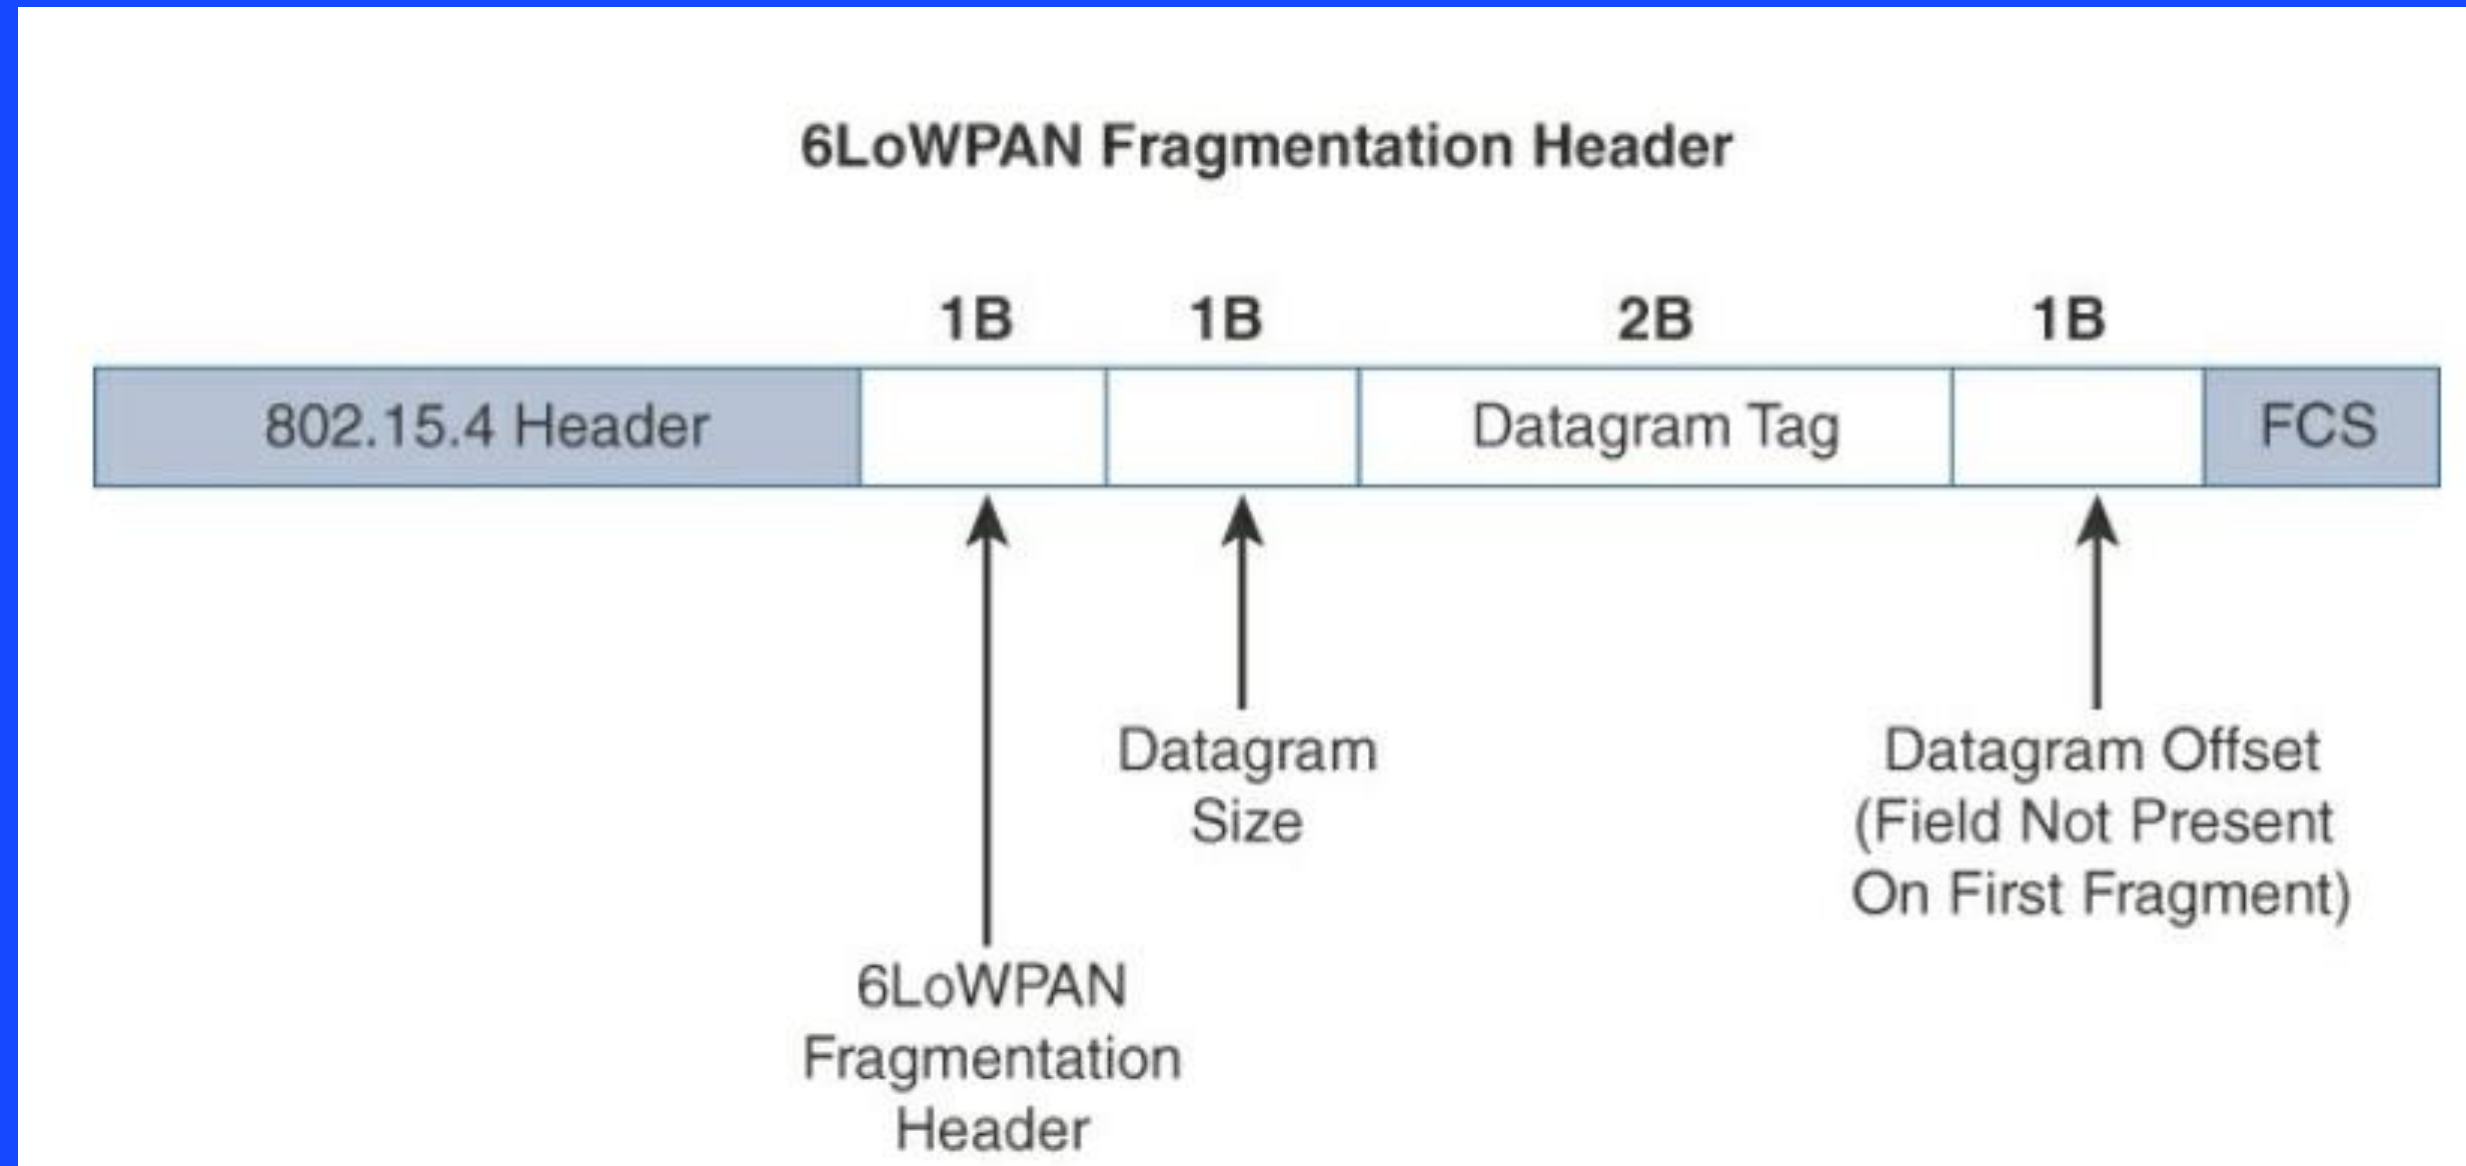 6LoWPAN Fragmentation Header
1B 1B 2B 1B
802.15.4 Header Datagram Tag FCS
Datagram
Size
Datagram Offset
(Field Not Present
On First Fragment)
6LoWPAN
Fragmentation
Header